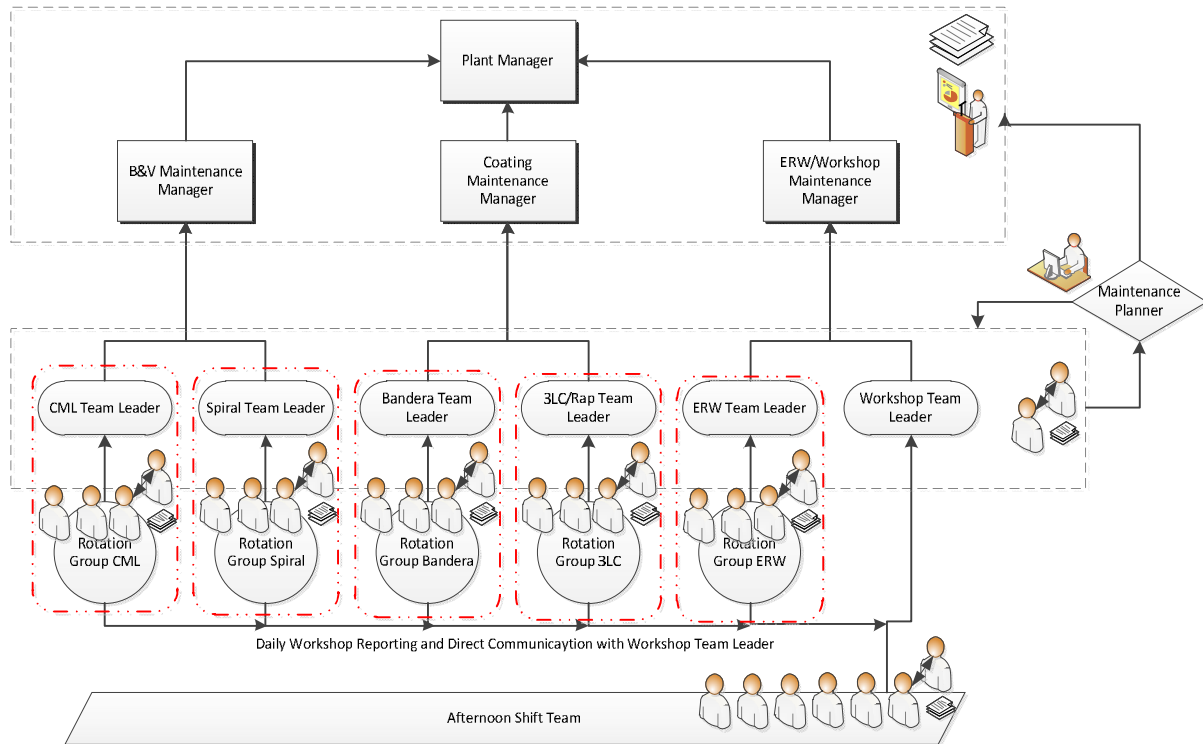 Plant Manager
B&V Maintenance
Manager
Coating
Maintenance
Manager
ERW/Workshop
Maintenance
Manager
Maintenance
Planner
CML Team Leader
Spiral Team Leader
Bandera Team
Leader
3LC/Rap Team
Leader
ERW Team Leader
Workshop Team
Leader
Rotation
Group CML
Rotation
Group Spiral
Rotation
Group Bandera
Rotation
Group 3LC
Rotation
Group ERW
Daily Workshop Reporting and Direct Communicaytion with Workshop Team Leader
Afternoon Shift Team